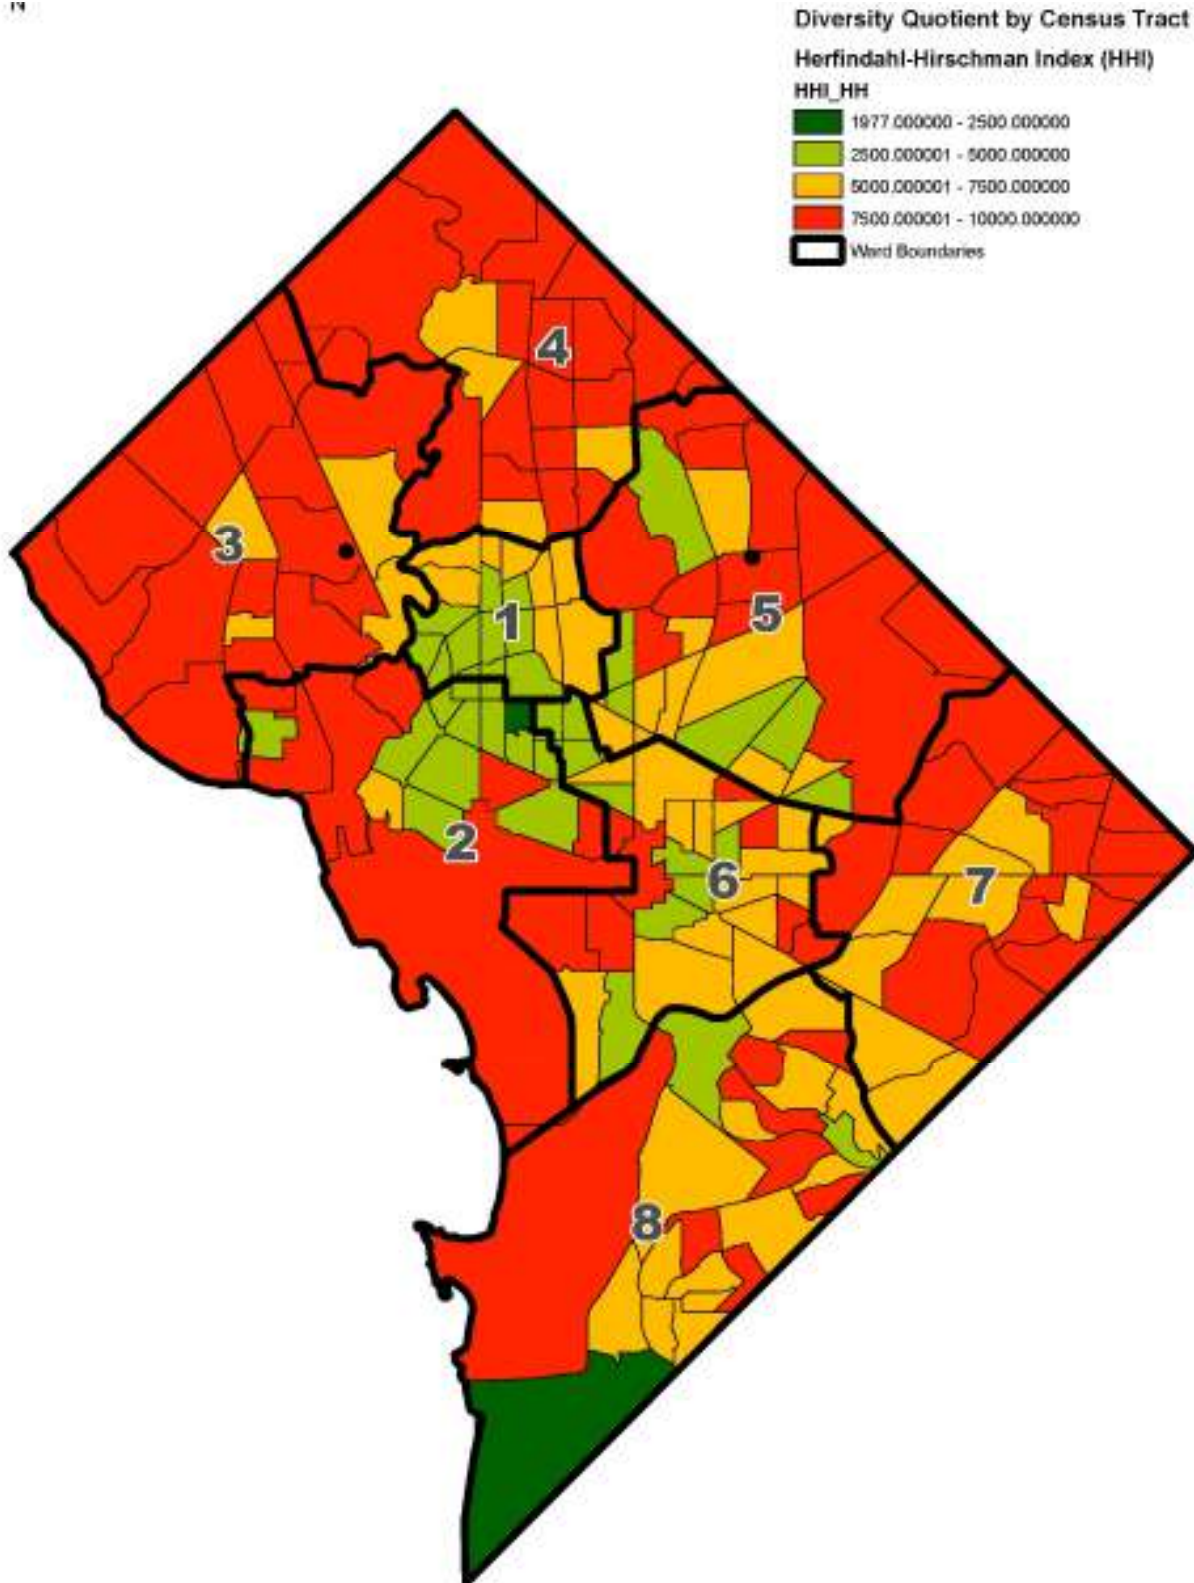 N
Diversity Quotient by Census Tract
Herfindahl-Hirschman Index (HHI)
HHI_HH
1977.000000 - 2500.000000
2500.000001 - 5000.000000
5000.000001 - 7500.000000
7500.000001 - 10000.000000
Ward Boundaries
4
3
1
5
2
6
7
8